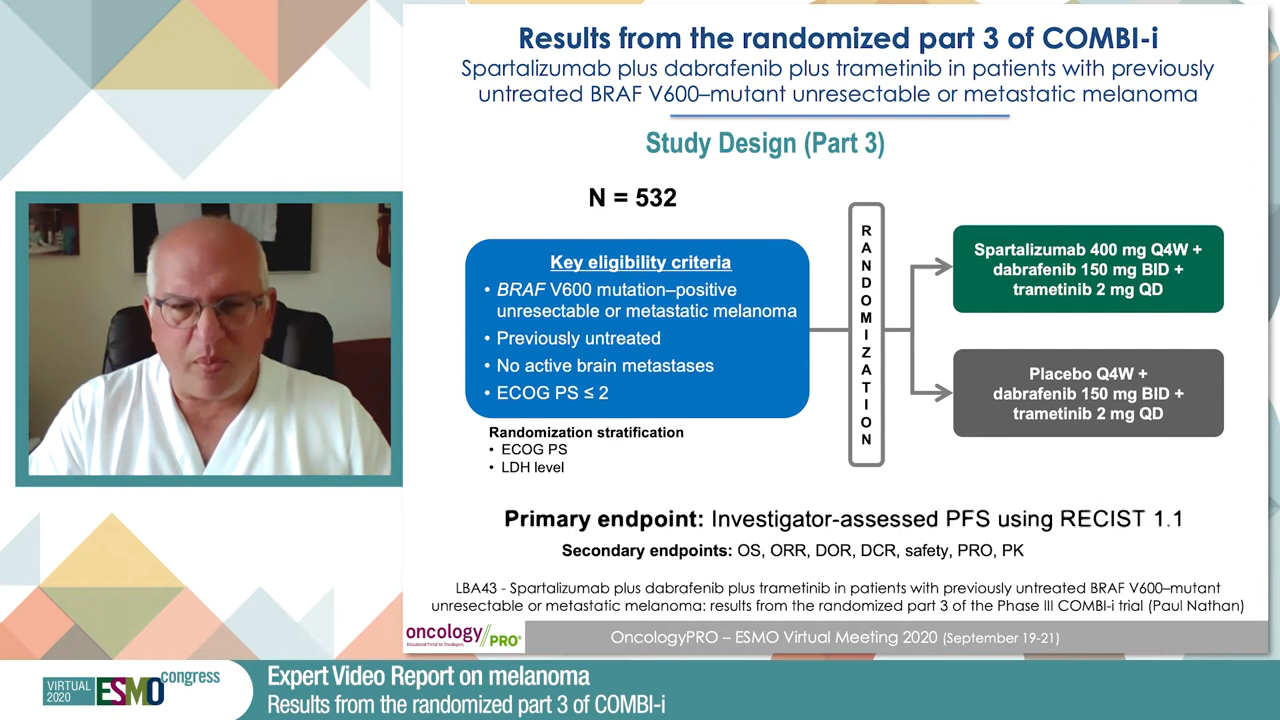 Results from the randomized part 3 of COMBI-i
Spartalizumab plus dabrafenib plus trametinib in patients with previously
untreated BRAF V600–mutant unresectable or metastatic melanoma
Study Design (Part 3)
N = 532
Key eligibility criteria
• BRAF V600 mutation–positive
unresectable or metastatic melanoma
• Previously untreated
• No active brain metastases
• ECOG PS ≤ 2
Randomization stratification
• ECOG PS
• LDH level
RANDOMIZATION
Spartalizumab 400 mg Q4W +
dabrafenib 150 mg BID +
trametinib 2 mg QD
Placebo Q4W +
dabrafenib 150 mg BID +
trametinib 2 mg QD
Primary endpoint: Investigator-assessed PFS using RECIST 1.1
Secondary endpoints: OS, ORR, DOR, DCR, safety, PRO, PK
LBA43 - Spartalizumab plus dabrafenib plus trametinib in patients with previously untreated BRAF V600–mutant
unresectable or metastatic melanoma: results from the randomized part 3 of the Phase III COMBI-i trial (Paul Nathan)
oncology//PRO®
Educational Portal for Oncologists
OncologyPRO – ESMO Virtual Meeting 2020 (September 19-21)
VIRTUAL
2020
ESMO congress
Expert Video Report on melanoma
Results from the randomized part 3 of COMBI-i